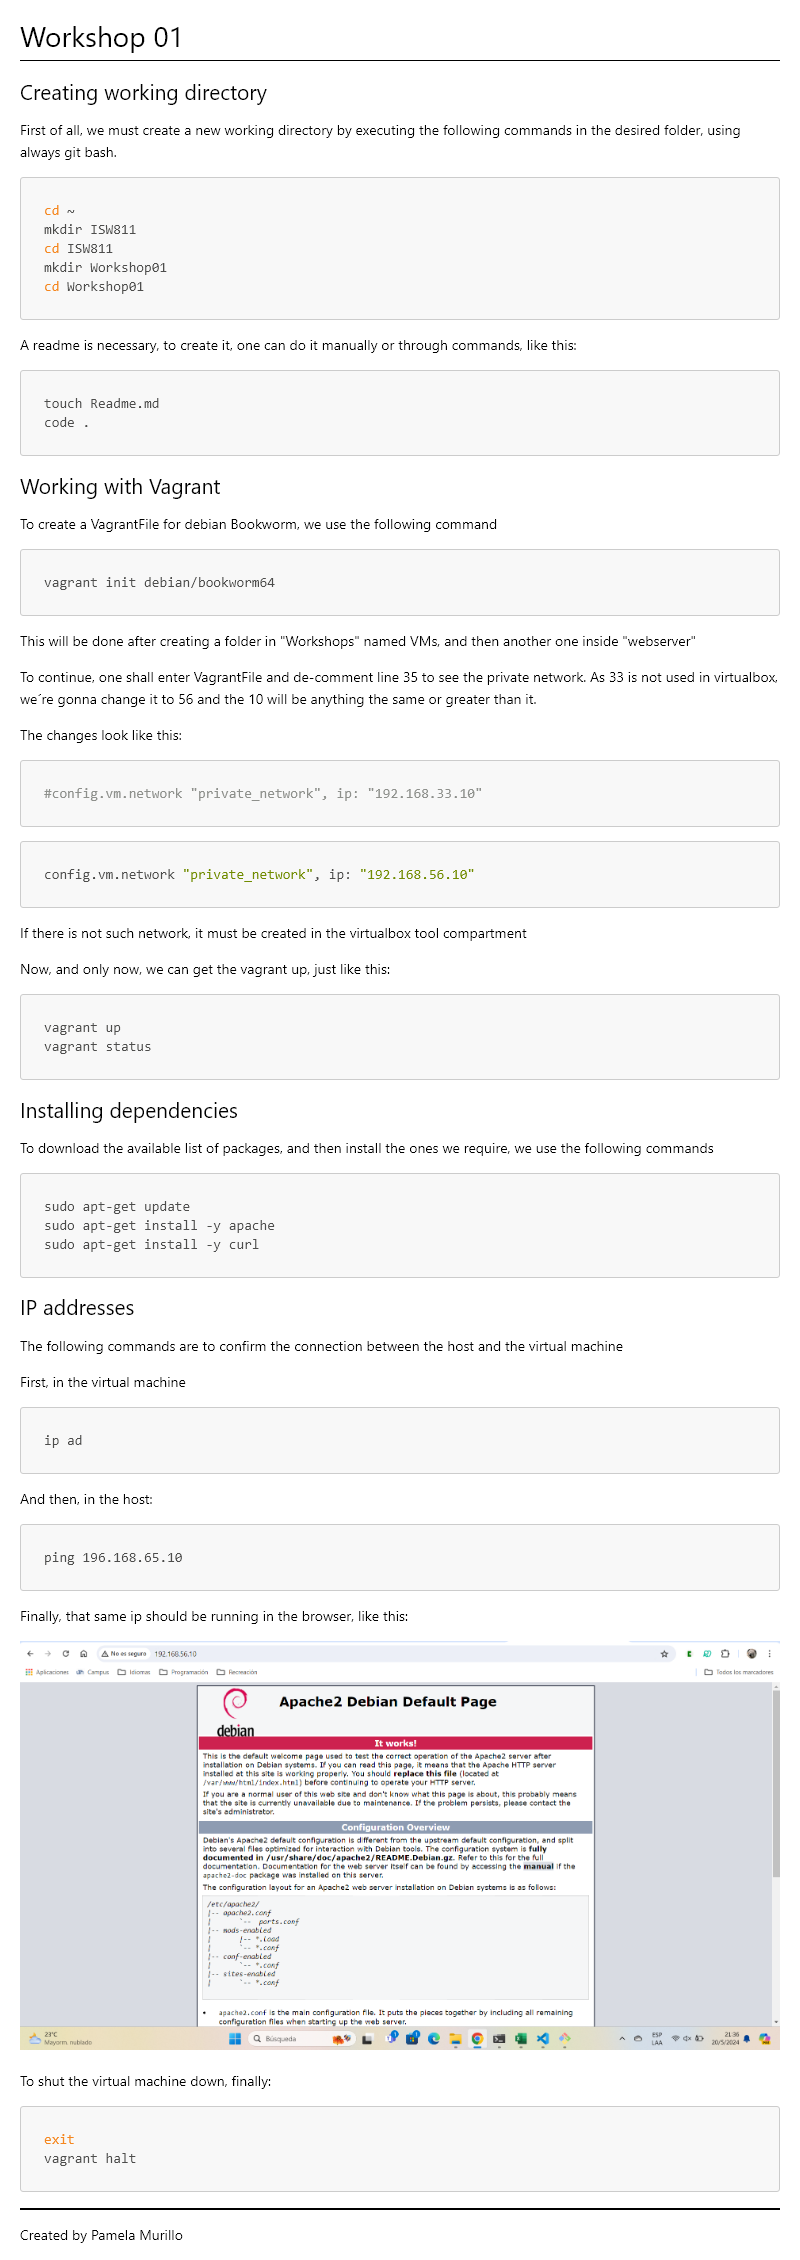 Workshop 01
Creating working directory
First of all, we must create a new working directory by executing the following commands in the desired folder, using
always git bash.
cd ~
mkdir ISW811
cd ISW811
mkdir Workshop01
cd Workshop01
A readme is necessary, to create it, one can do it manually or through commands, like this:
touch Readme.md
code .
Working with Vagrant
To create a VagrantFile for debian Bookworm, we use the following command
vagrant init debian/bookworm64
This will be done after creating a folder in "Workshops" named VMs, and then another one inside "webserver"
To continue, one shall enter VagrantFile and de-comment line 35 to see the private network. As 33 is not used in virtualbox,
we´re gonna change it to 56 and the 10 will be anything the same or greater than it.
The changes look like this:
#config.vm.network "private_network", ip: "192.168.33.10"
config.vm.network "private_network", ip: "192.168.56.10"
If there is not such network, it must be created in the virtualbox tool compartment
Now, and only now, we can get the vagrant up, just like this:
vagrant up
vagrant status
Installing dependencies
To download the available list of packages, and then install the ones we require, we use the following commands
sudo apt-get update
sudo apt-get install -y apache
sudo apt-get install -y curl
IP addresses
The following commands are to confirm the connection between the host and the virtual machine
First, in the virtual machine
ip ad
And then, in the host:
ping 196.168.65.10
Finally, that same ip should be running in the browser, like this:
No es seguro 192.168.56.10
Aplicaciones Campus Idiomas Programación Recreación Todos los marcadores
Apache2 Debian Default Page
debian
It works!
This is the default welcome page used to test the correct operation of the Apache2 server after
installation on Debian systems. If you can read this page, it means that the Apache HTTP server
installed at this site is working properly. You should replace this file (located at
/var/www/html/index.html) before continuing to operate your HTTP server.
If you are a normal user of this web site and don't know what this page is about, this probably means
that the site is currently unavailable due to maintenance. If the problem persists, please contact the
site's administrator.
Configuration Overview
Debian's Apache2 default configuration is different from the upstream default configuration, and split
into several files optimized for interaction with Debian tools. The configuration system is fully
documented in /usr/share/doc/apache2/README.Debian.gz. Refer to this for the full
documentation. Documentation for the web server itself can be found by accessing the manual if the
apache2-doc package was installed on this server.
The configuration layout for an Apache2 web server installation on Debian systems is as follows:
/etc/apache2/
|-- apache2.conf
| `-- ports.conf
|-- mods-enabled
| |-- *.load
| `-- *.conf
|-- conf-enabled
| `-- *.conf
|-- sites-enabled
| `-- *.conf
• apache2.conf is the main configuration file. It puts the pieces together by including all remaining
configuration files when starting up the web server.
23°C
Mayorm. nublado
Búsqueda
ESP
LAA
21:36
20/5/2024
To shut the virtual machine down, finally:
exit
vagrant halt
Created by Pamela Murillo